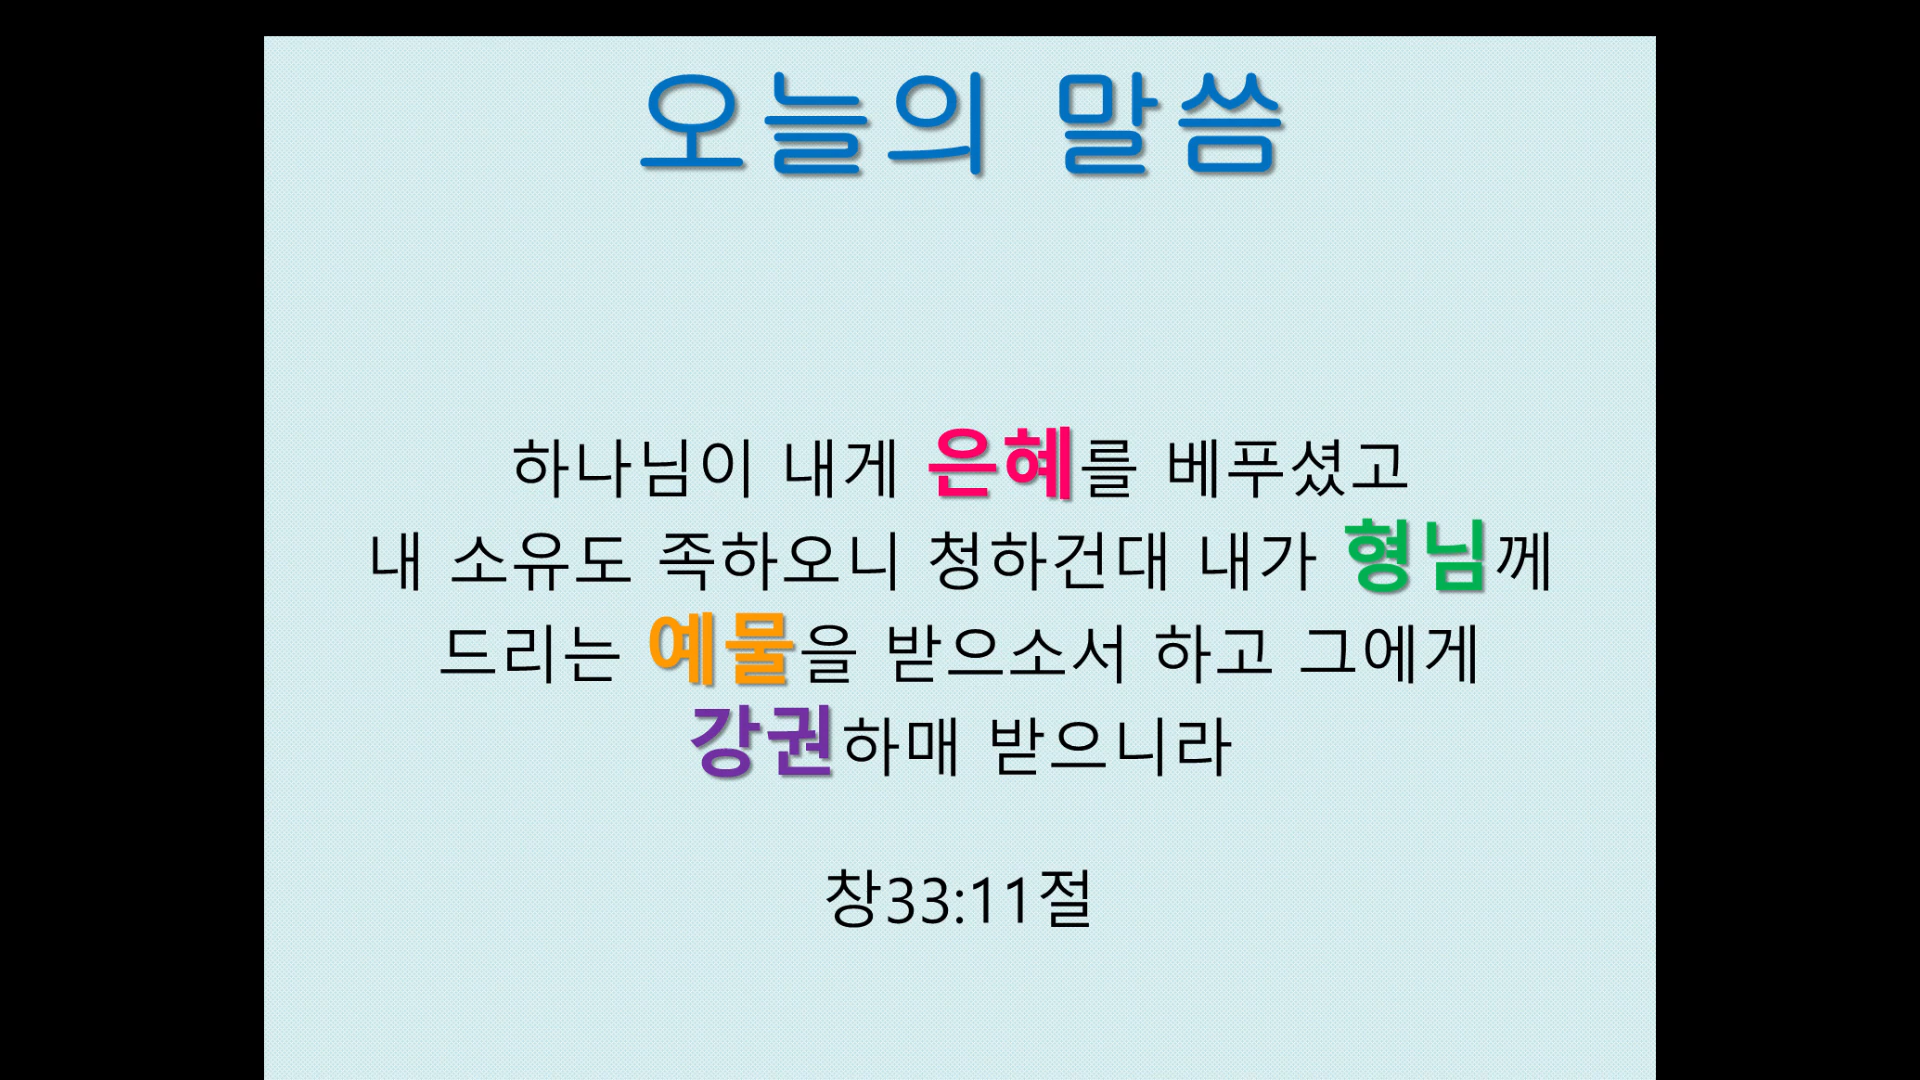 오늘의 말씀
하나님이 내게 은혜를 베푸셨고
내 소유도 족하오니 청하건대 내가 형님께
드리는 예물을 받으소서 하고 그에게
강권하매 받으니라
창33:11절